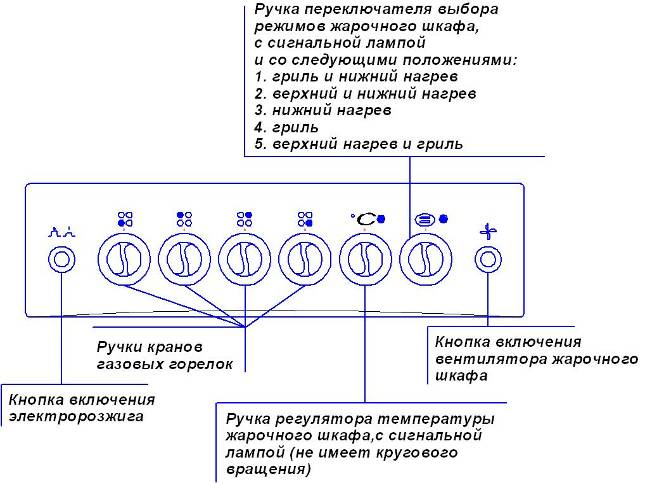 Ручка переключателя выбора
режимов жарочного шкафа,
с сигнальной лампой
и со следующими положениями:
1. гриль и нижний нагрев
2. верхний и нижний нагрев
3. нижний нагрев
4. гриль
5. верхний нагрев и гриль
°C
Ручки кранов
газовых горелок
Кнопка включения
вентилятора жарочного
шкафа
Кнопка включения
электророзжига
Ручка регулятора температуры
жарочного шкафа,с сигнальной
лампой (не имеет кругового
вращения)